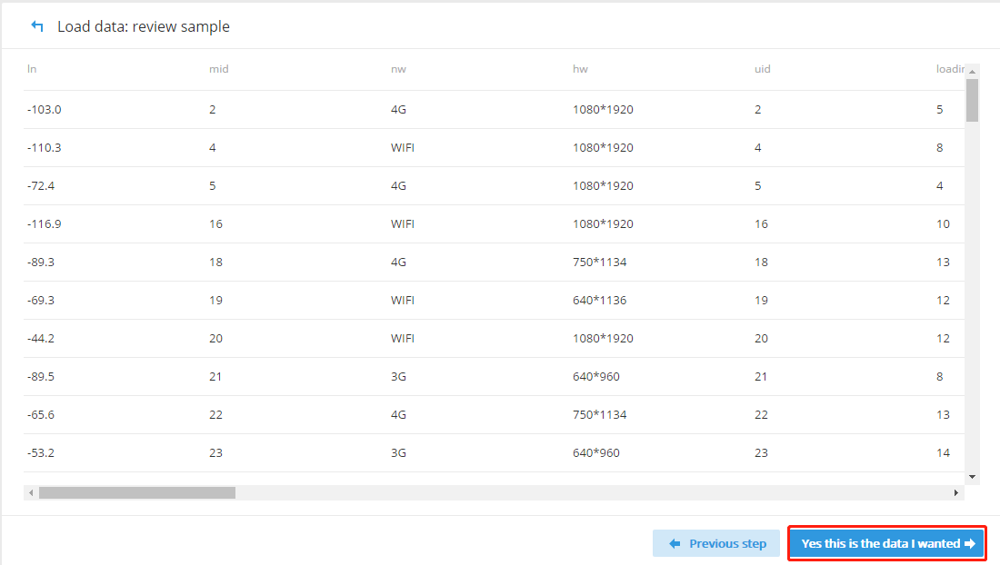 Load data: review sample
ln mid nw hw uid loadin
-103.0 2 4G 1080*1920 2 5
-110.3 4 WIFI 1080*1920 4 8
-72.4 5 4G 1080*1920 5 4
-116.9 16 WIFI 1080*1920 16 10
-89.3 18 4G 750*1134 18 13
-69.3 19 WIFI 640*1136 19 12
-44.2 20 WIFI 1080*1920 20 12
-89.5 21 3G 640*960 21 8
-65.6 22 4G 750*1134 22 13
-53.2 23 3G 640*960 23 14
Previous step Yes this is the data I wanted